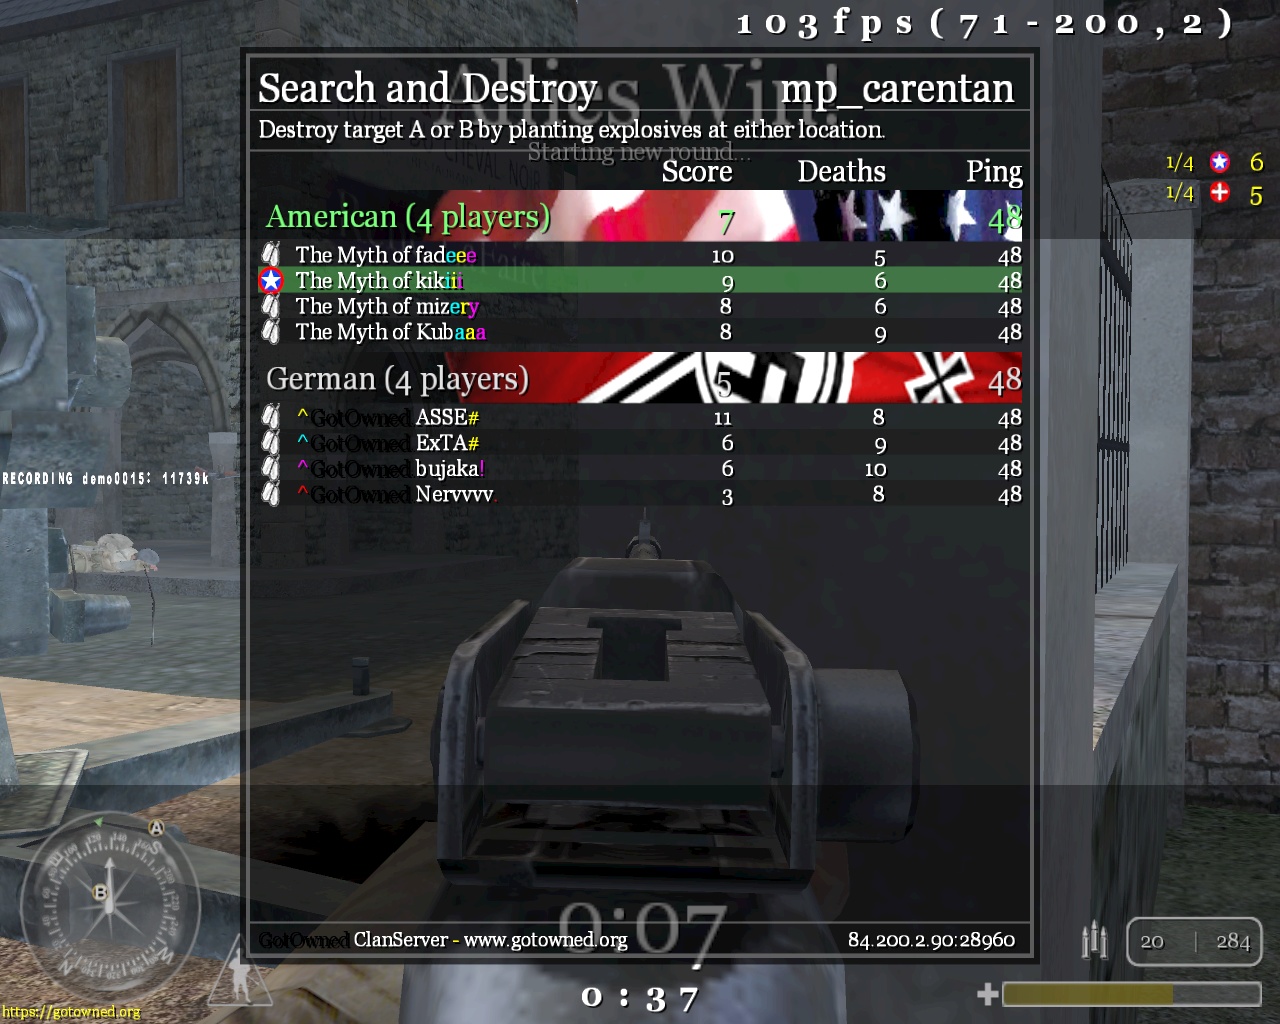 103fps(71-200,2)
Allies Win!
Search and Destroy mp_carentan
Destroy target A or B by planting explosives at either location.
CHEVAL NOIR
Starting new round...
Score Deaths Ping
1/4 6
1/4 5
American (4 players) 7 48
The Myth of fadeee 10 5 48
The Myth of kikiii 9 6 48
The Myth of mizery 8 6 48
The Myth of Kubaaa 8 9 48
German (4 players) 5 48
^GotOwned ASSE# 11 8 48
^GotOwned ExTA# 6 9 48
^GotOwned bujaka! 6 10 48
^GotOwned Nervvvv. 3 8 48
RECORDING demo0015: 11739k
A
B
0:07
GotOwned ClanServer - www.gotowned.org 84.200.2.90:28960
20 | 284
0:37
https://gotowned.org